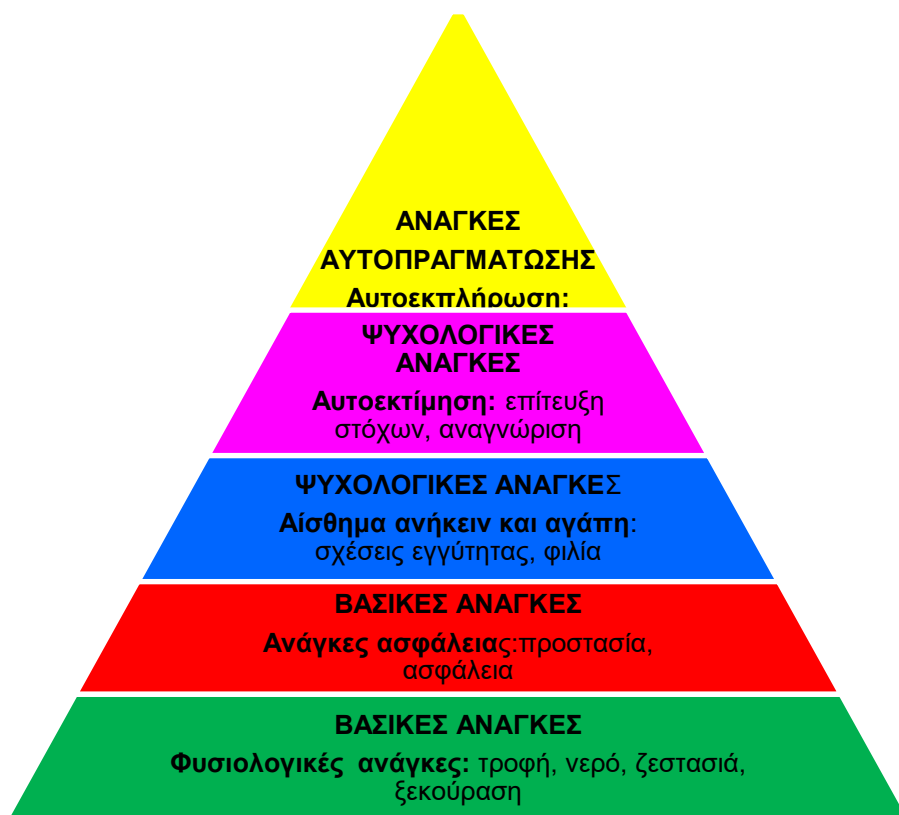 ΑΝΑΓΚΕΣ
ΑΥΤΟΠΡΑΓΜΑΤΩΣΗΣ
Αυτοεκπλήρωση:
ΨΥΧΟΛΟΓΙΚΕΣ
ΑΝΑΓΚΕΣ
Αυτοεκτίμηση: επίτευξη
στόχων, αναγνώριση
ΨΥΧΟΛΟΓΙΚΕΣ ΑΝΑΓΚΕΣ
Αίσθημα ανήκειν και αγάπη:
σχέσεις εγγύτητας, φιλία
ΒΑΣΙΚΕΣ ΑΝΑΓΚΕΣ
Ανάγκες ασφάλειας:προστασία,
ασφάλεια
ΒΑΣΙΚΕΣ ΑΝΑΓΚΕΣ
Φυσιολογικές ανάγκες: τροφή, νερό, ζεστασιά,
ξεκούραση